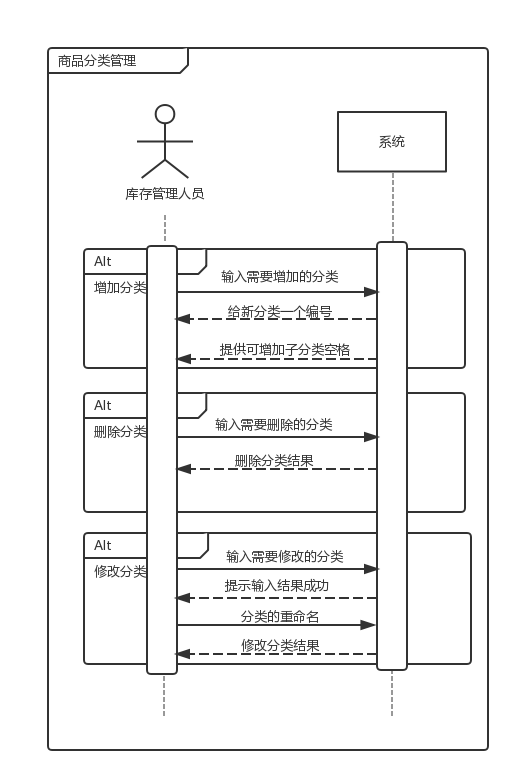 商品分类管理
库存管理人员
系统
Alt
增加分类
输入需要增加的分类
给新分类一个编号
提供可增加子分类空格
Alt
删除分类
输入需要删除的分类
删除分类结果
Alt
修改分类
输入需要修改的分类
提示输入结果成功
分类的重命名
修改分类结果